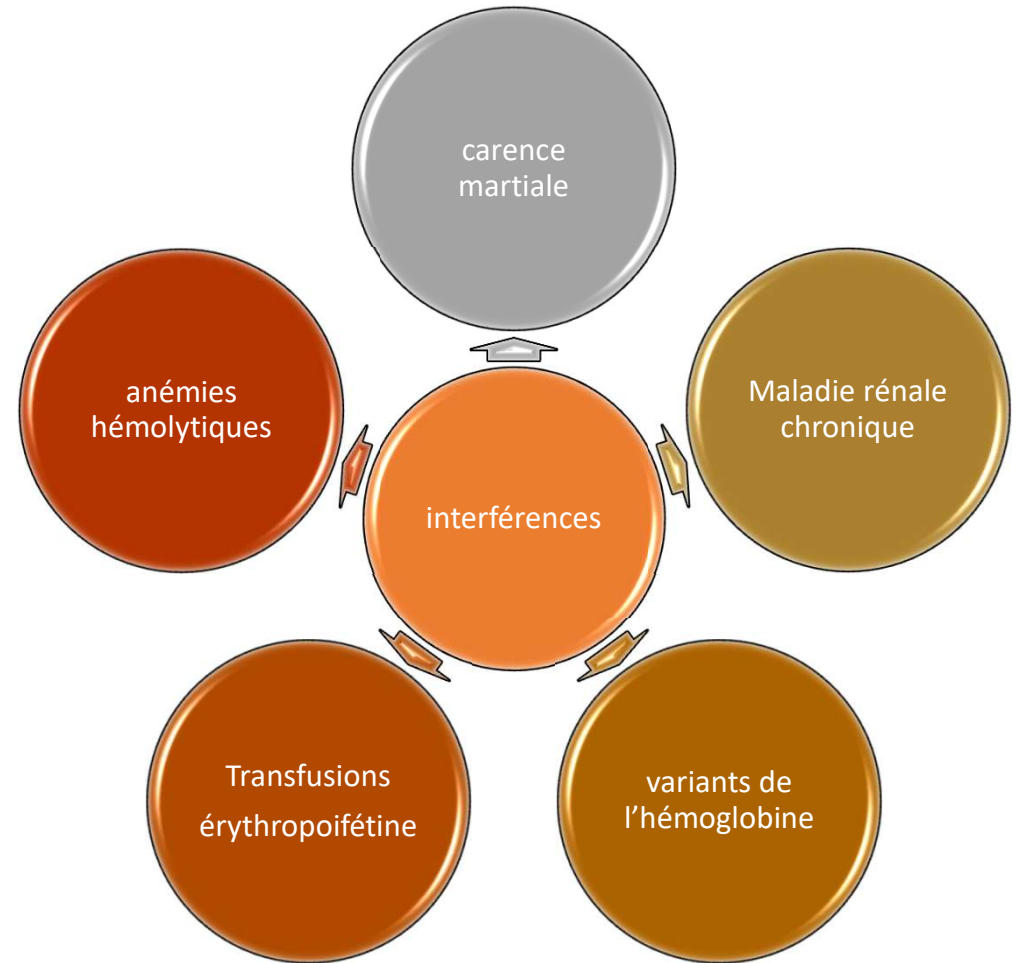 carence
martiale
anémies
hémolytiques
Maladie rénale
chronique
interférences
Transfusions
érythropoifétine
variants de
l’hémoglobine